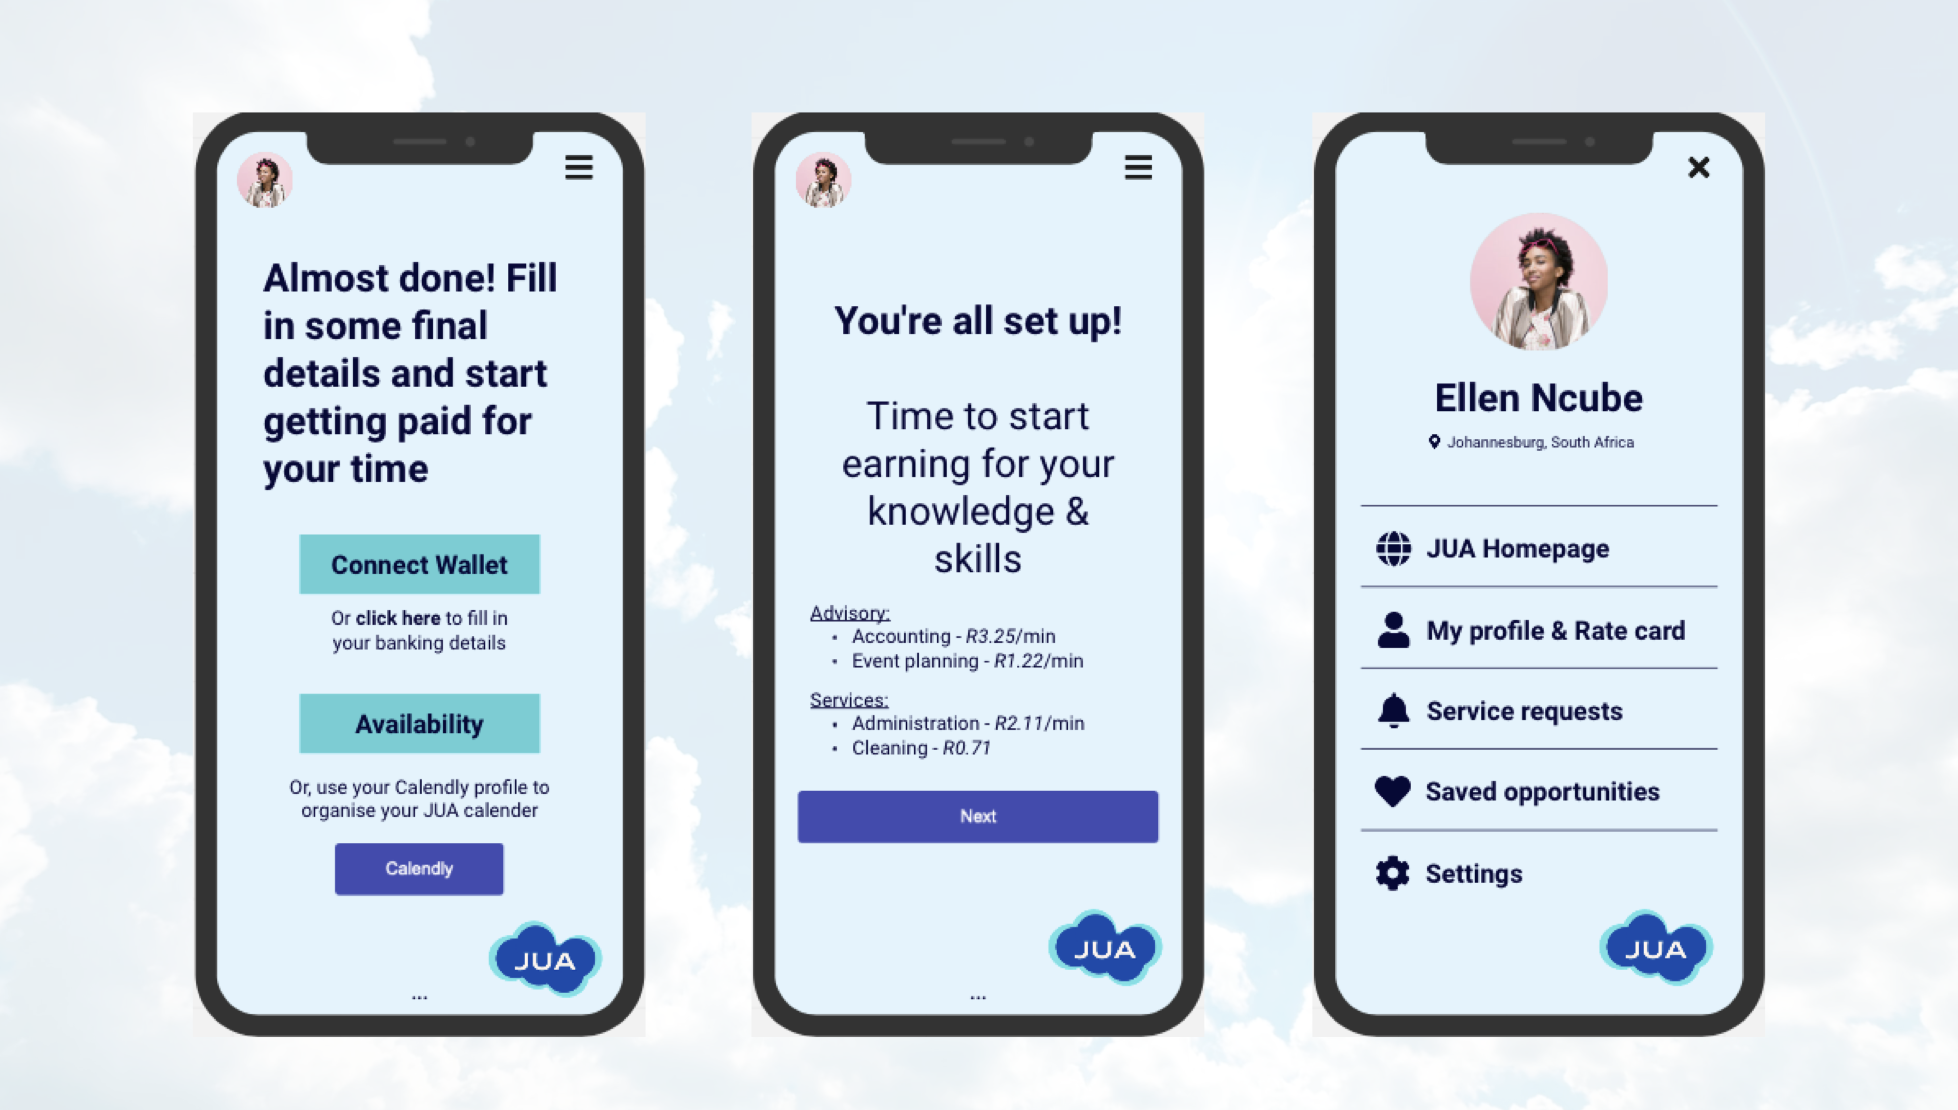 Almost done! Fill
in some final
details and start
getting paid for
your time
Connect Wallet
Or click here to fill in
your banking details
Availability
Or, use your Calendly profile to
organise your JUA calender
Calendly
JUA
...
You're all set up!
Time to start
earning for your
knowledge &
skills
Advisory:
• Accounting - R3.25/min
• Event planning - R1.22/min
Services:
• Administration - R2.11/min
• Cleaning - R0.71
Next
JUA
...
Ellen Ncube
Johannesburg, South Africa
JUA Homepage
My profile & Rate card
Service requests
Saved opportunities
Settings
JUA